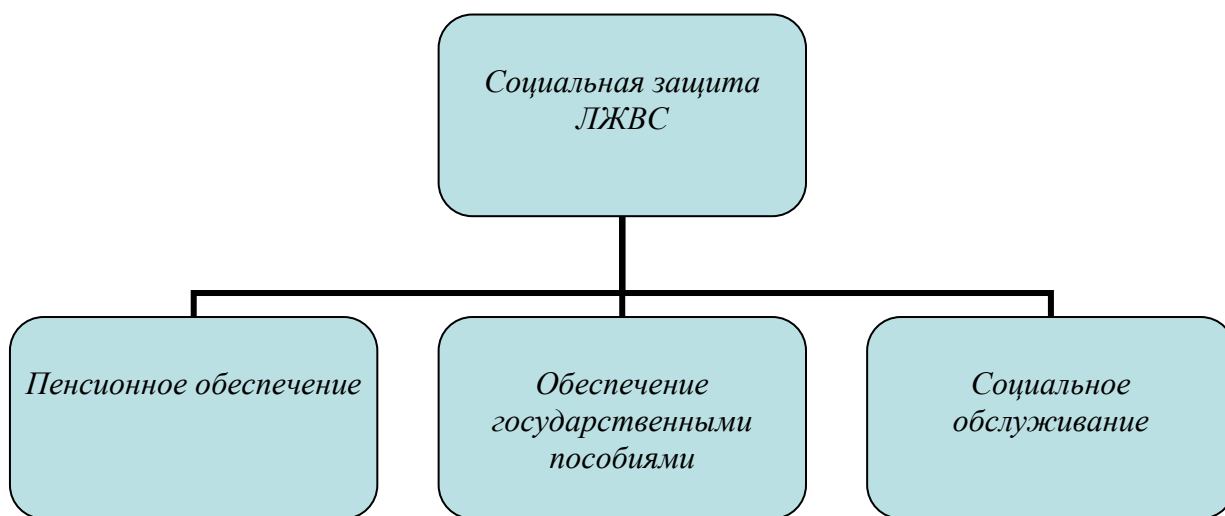 Социальная защита
ЛЖВС
Пенсионное обеспечение
Обеспечение
государственными
пособиями
Социальное
обслуживание